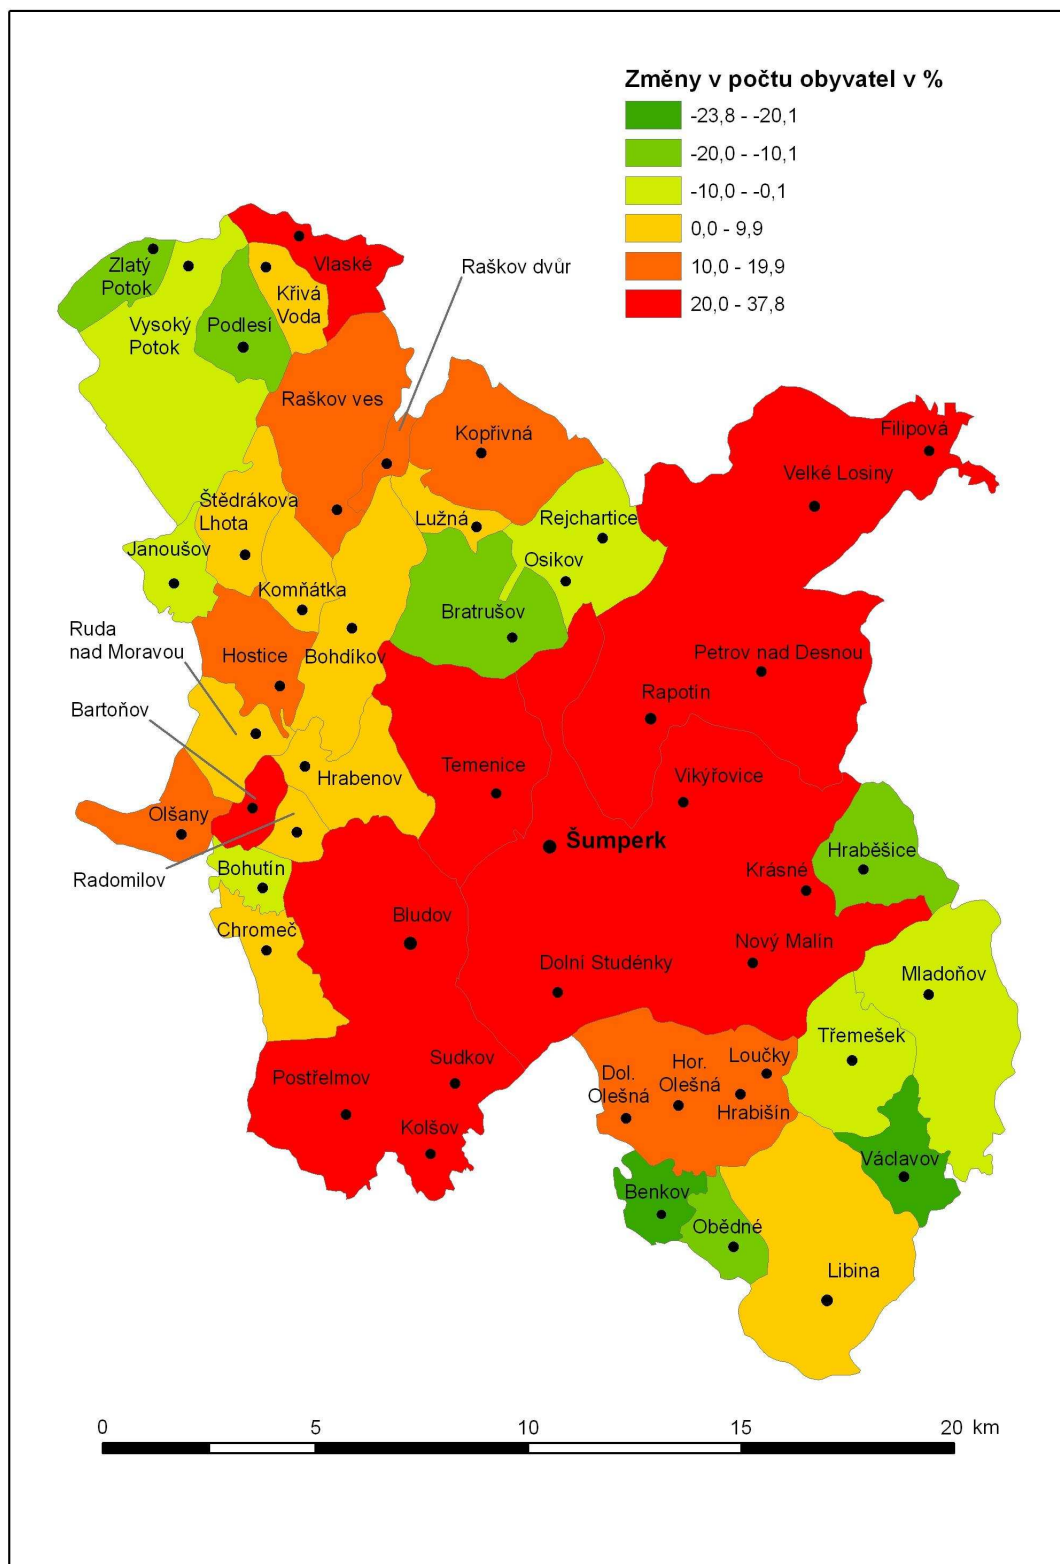 Změny v počtu obyvatel v %
-23,8 - -20,1
-20,0 - -10,1
-10,0 - -0,1
0,0 - 9,9
10,0 - 19,9
20,0 - 37,8
Zlatý
Potok
Vysoký
Potok
Podlesí
Křivá
Voda
Vlaské
Raškov dvůr
Raškov ves
Kopřivná
Filipová
Velké Losiny
Štědrákova
Lhota
Lužná
Rejchartice
Osikov
Janoušov
Komňátka
Bratrušov
Ruda
nad Moravou
Hostice
Bohdíkov
Petrov nad Desnou
Rapotín
Bartoňov
Hrabenov
Temenice
Vikýřovice
Olšany
Šumperk
Hraběšice
Radomilov
Bohutín
Krásné
Chromeč
Bludov
Nový Malín
Dolní Studénky
Mladoňov
Třemešek
Postřelmov
Sudkov
Dol.
Olešná
Hor.
Olešná
Loučky
Hrabišín
Kolšov
Václavov
Benkov
Obědné
Libina
0 5 10 15 20 km